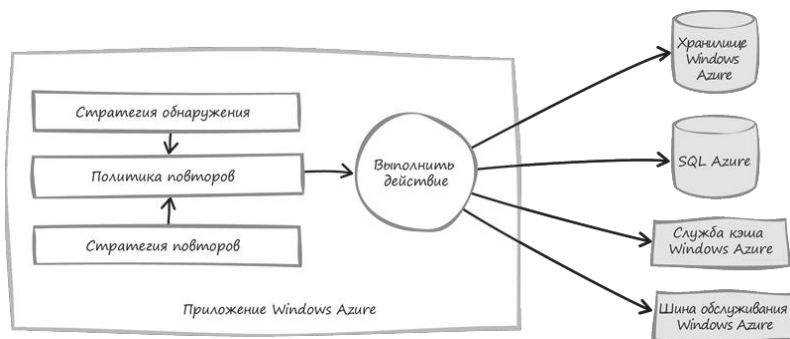 Стратегия обнаружения
Политика повторов
Стратегия повторов
Выполнить
действие
Приложение Windows Azure
Хранилище
Windows
Azure
SQL Azure
Служба кэша
Windows Azure
Шина обслуживания
Windows Azure